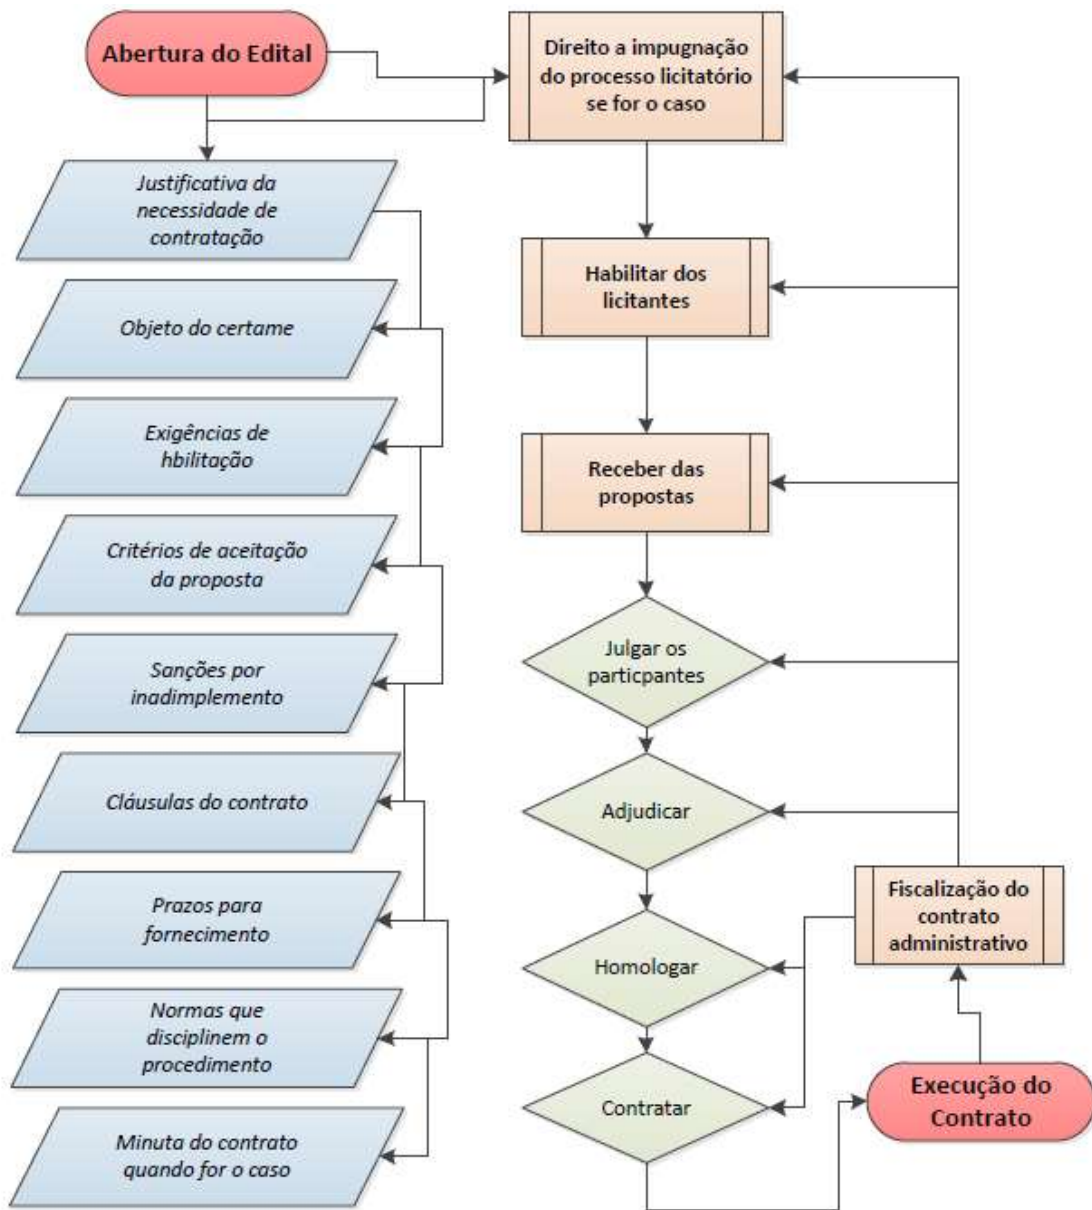 Abertura do Edital
Justificativa da
necessidade de
contratação
Objeto do certame
Exigências de
hbilitação
Critérios de aceitação
da proposta
Sanções por
inadimplemento
Cláusulas do contrato
Prazos para
fornecimento
Normas que
disciplinem o
procedimento
Minuta do contrato
quando for o caso
Direito a impugnação
do processo licitatório
se for o caso
Habilitar dos
licitantes
Receber das
propostas
Julgar os
particpantes
Adjudicar
Homologar
Contratar
Fiscalização do
contrato
administrativo
Execução do
Contrato